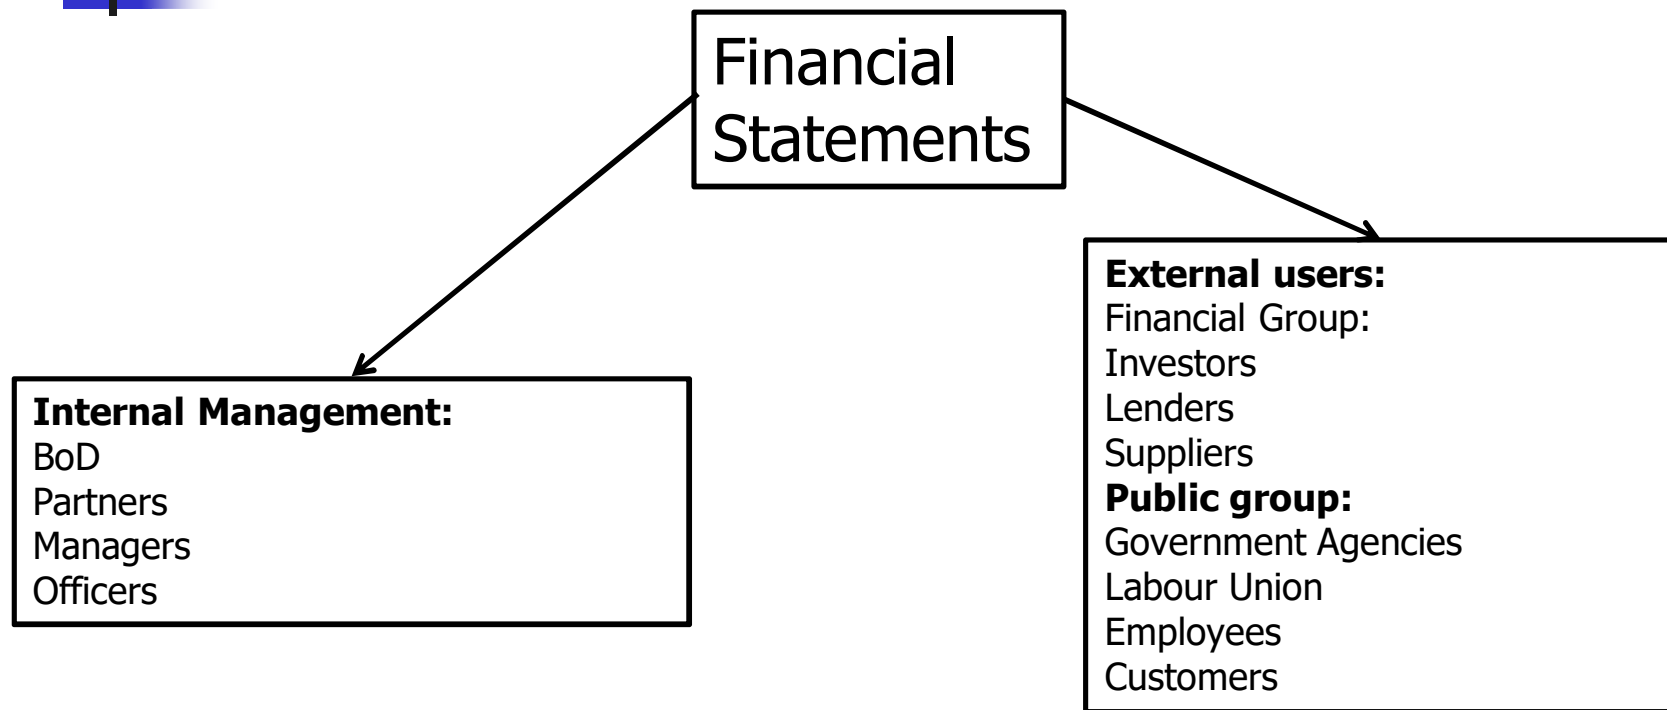 Financial
Statements
Internal Management:
BoD
Partners
Managers
Officers
External users:
Financial Group:
Investors
Lenders
Suppliers
Public group:
Government Agencies
Labour Union
Employees
Customers